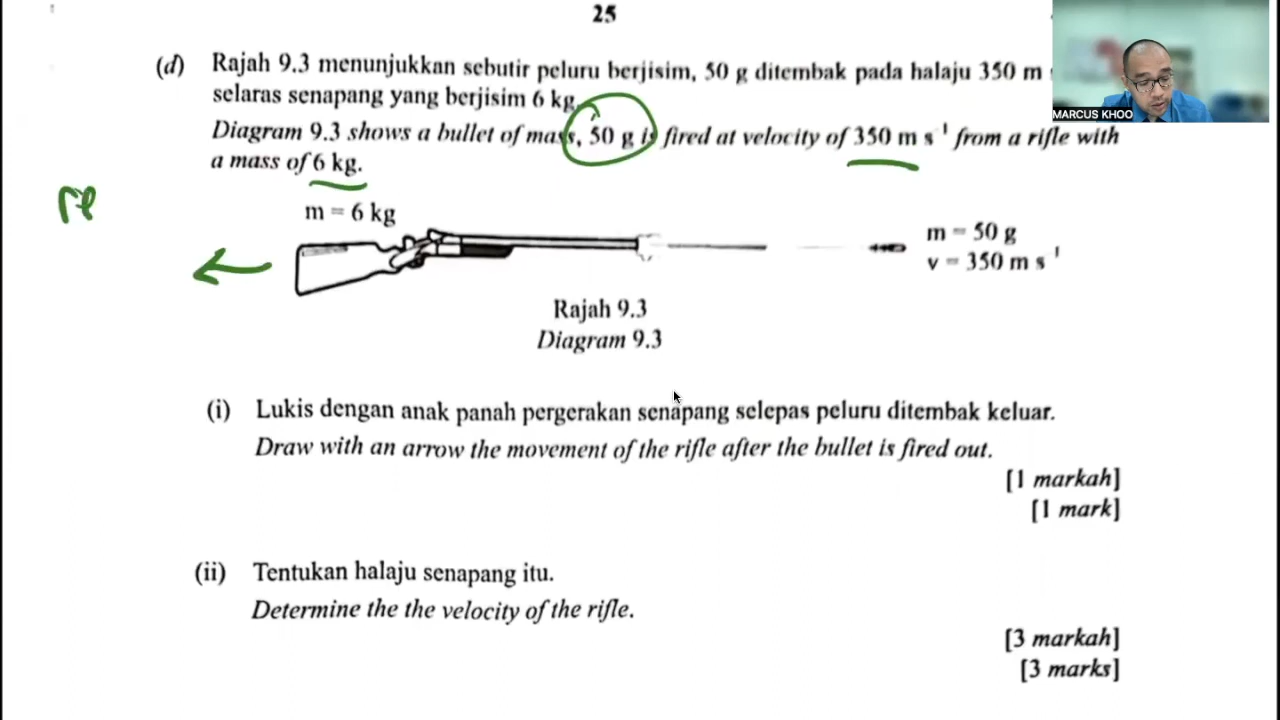 25
(d) Rajah 9.3 menunjukkan sebutir peluru berjisim, 50 g ditembak pada halaju 350 m
selaras senapang yang berjisim 6 kg.
Diagram 9.3 shows a bullet of mass, 50 g is fired at velocity of 350 m s⁻¹ from a rifle with
a mass of 6 kg.
MARCUS KHOO
re
m = 6 kg
m = 50 g
v = 350 m s⁻¹
Rajah 9.3
Diagram 9.3
(i) Lukis dengan anak panah pergerakan senapang selepas peluru ditembak keluar.
Draw with an arrow the movement of the rifle after the bullet is fired out.
[1 markah]
[1 mark]
(ii) Tentukan halaju senapang itu.
Determine the the velocity of the rifle.
[3 markah]
[3 marks]